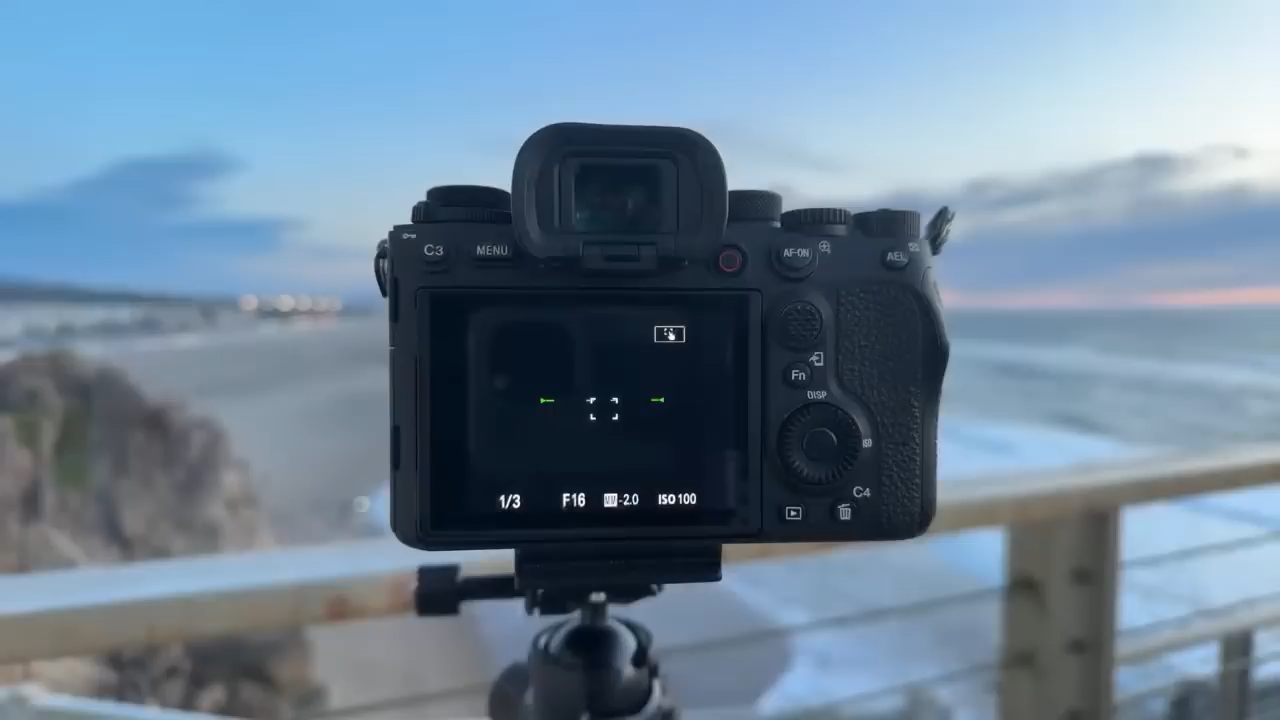 C3 MENU AF-ON AEL
Fn
DISP
ISO
C4
1/3 F16 -2.0 ISO 100